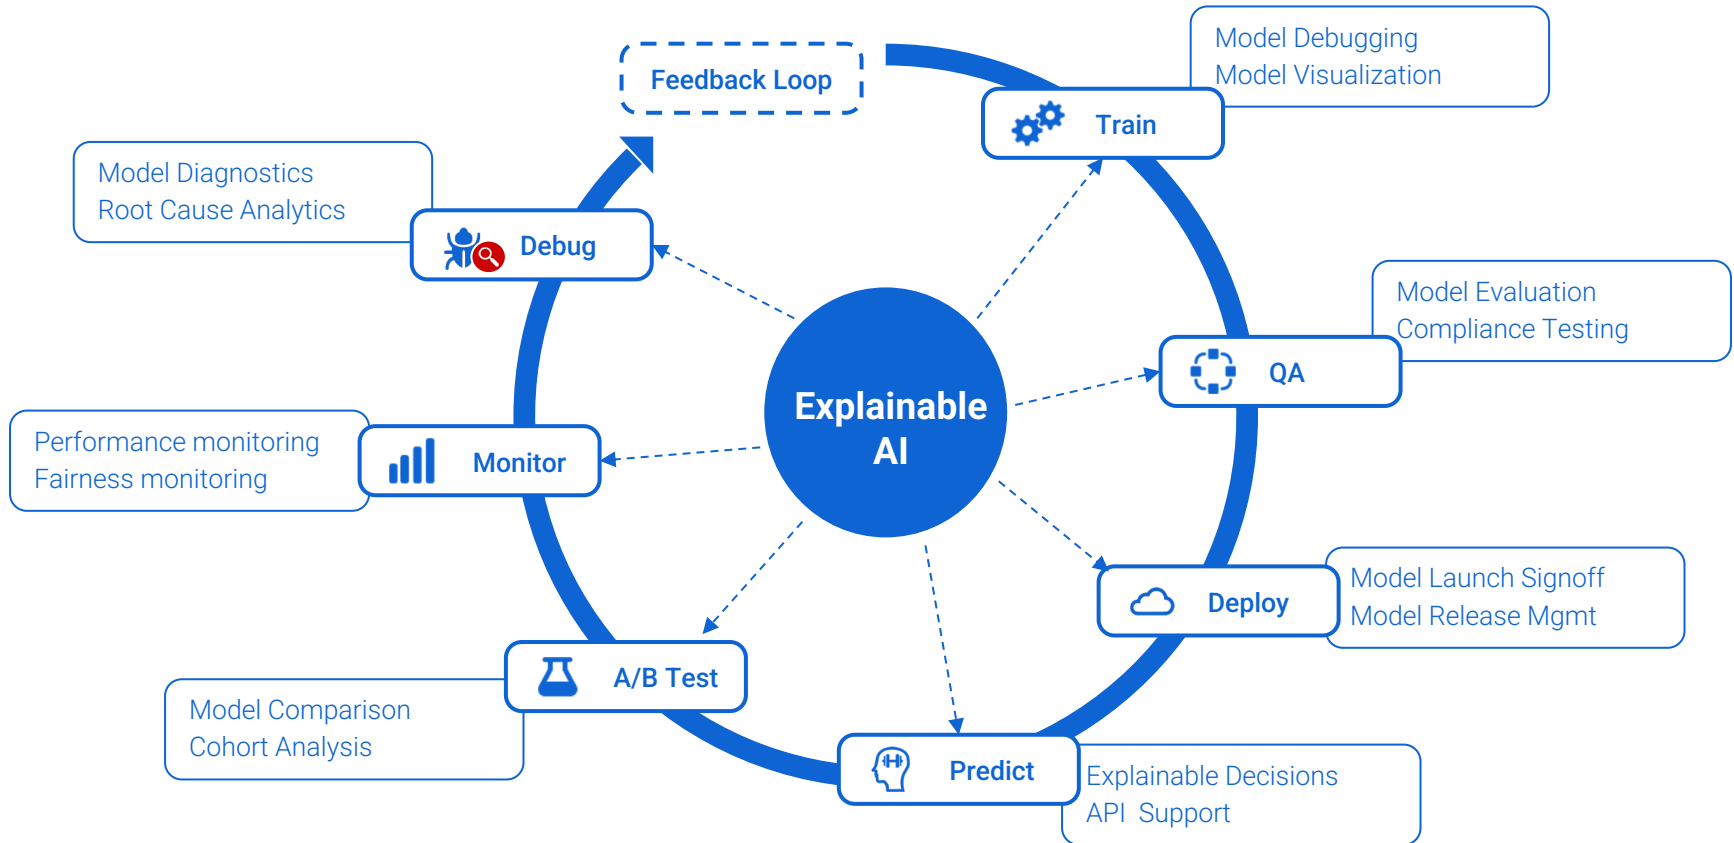 Feedback Loop
Model Debugging
Model Visualization
Train
Model Evaluation
Compliance Testing
QA
Model Launch Signoff
Model Release Mgmt
Deploy
Explainable Decisions
API Support
Predict
A/B Test
Model Comparison
Cohort Analysis
Monitor
Performance monitoring
Fairness monitoring
Debug
Model Diagnostics
Root Cause Analytics
Explainable
AI